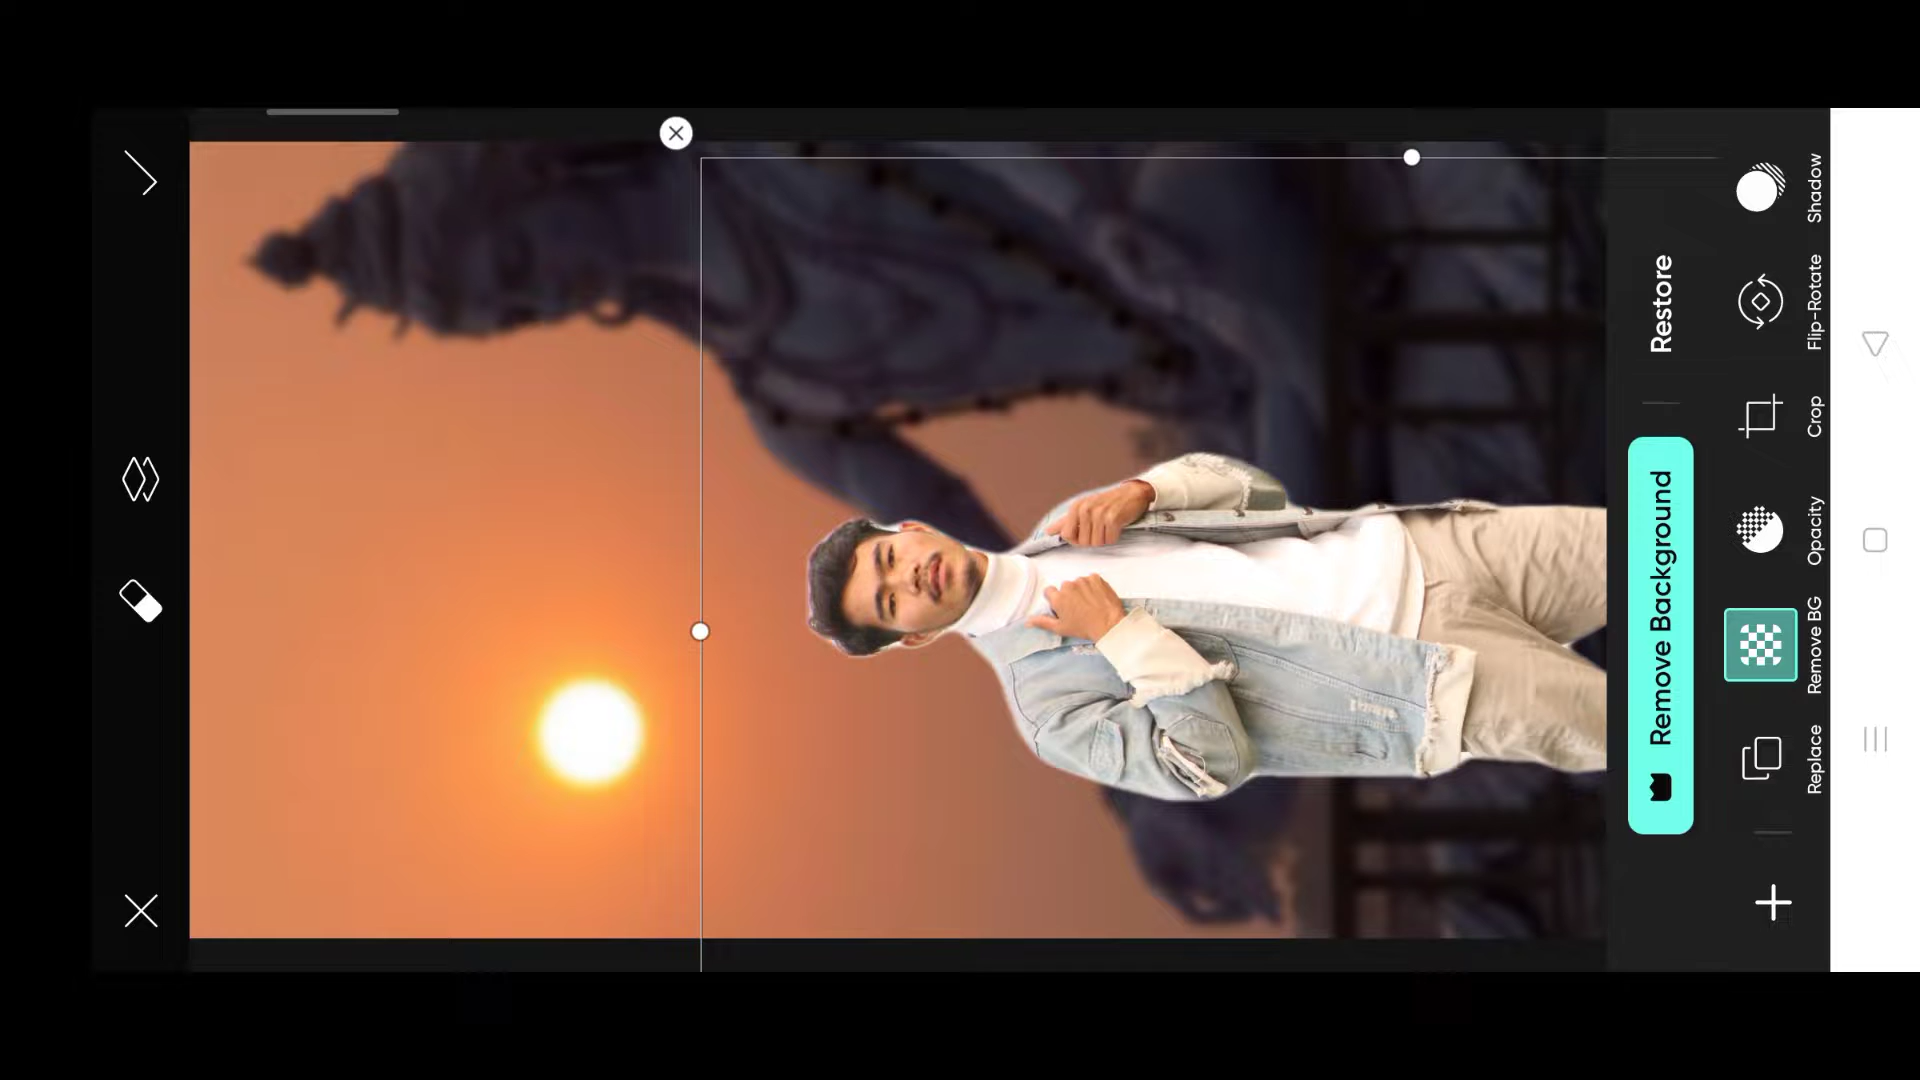 Remove Background
Restore
Replace
Remove BG
Opacity
Crop
Flip-Rotate
Shadow